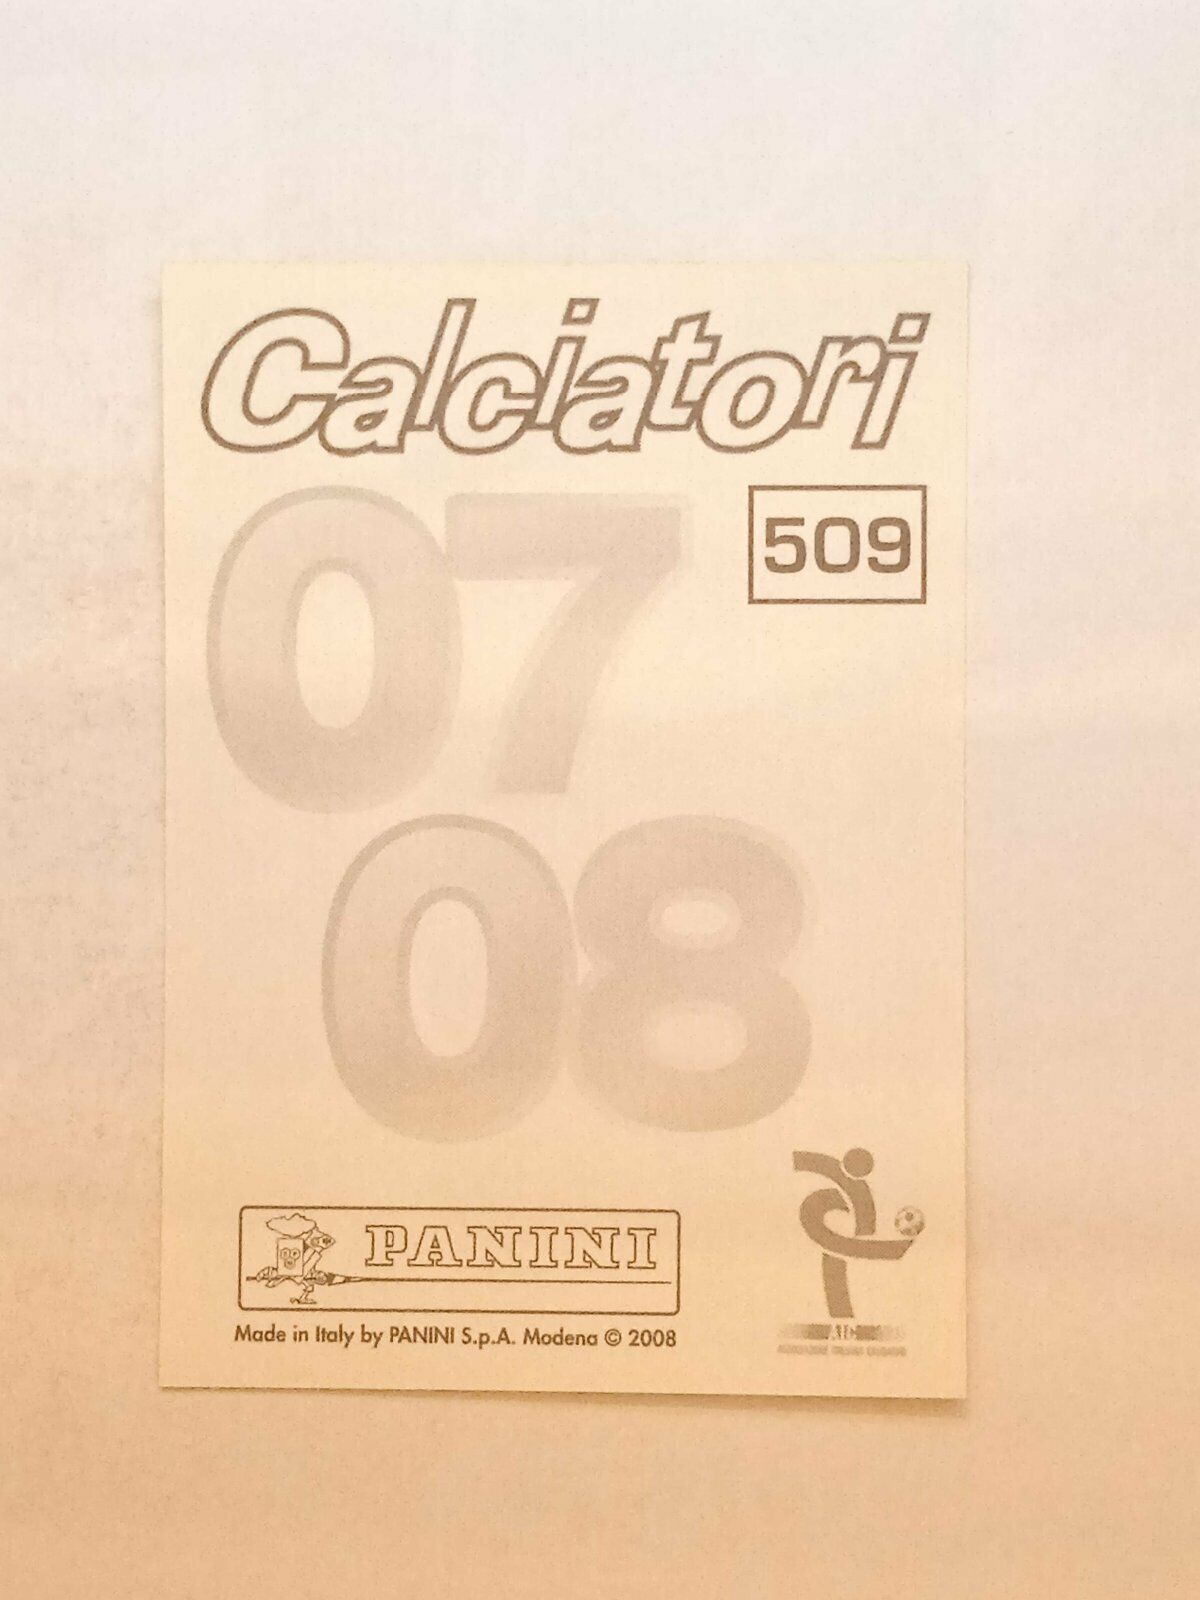 Calciatori
07
509
08
PANINI
Made in Italy by PANINI S.p.A. Modena © 2008